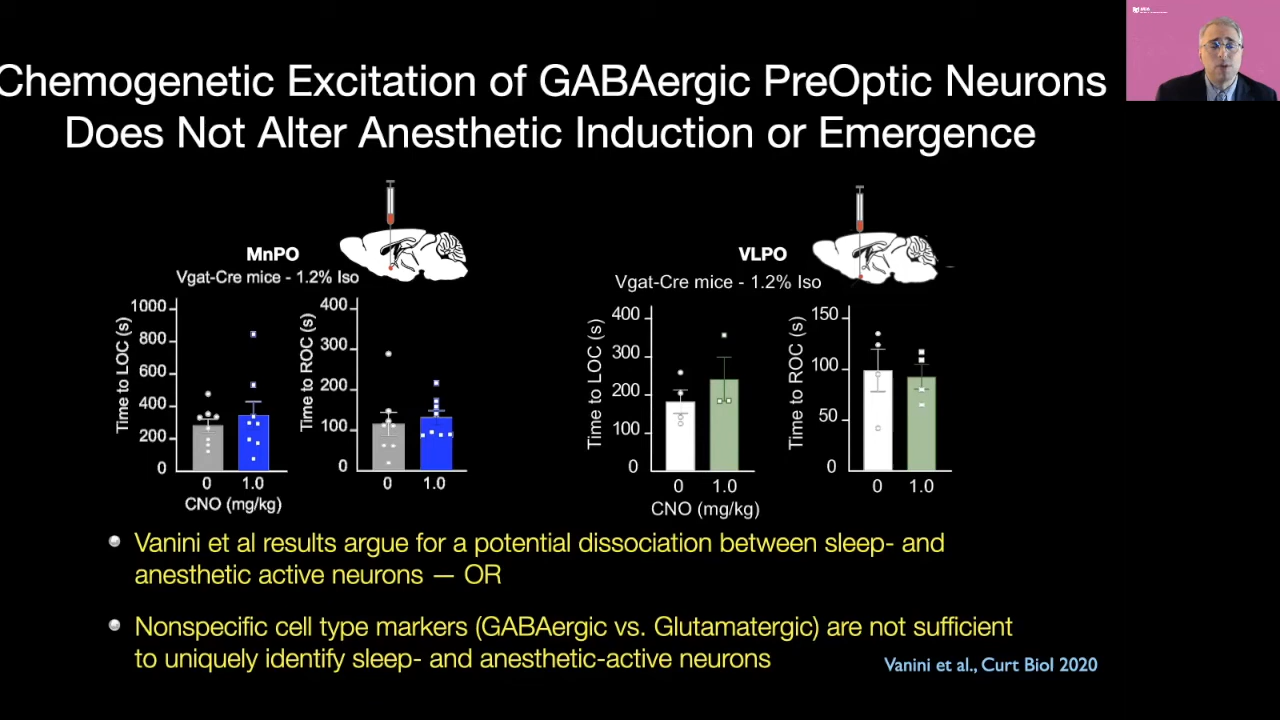 Chemogenetic Excitation of GABAergic PreOptic Neurons
Does Not Alter Anesthetic Induction or Emergence
MnPO
Vgat-Cre mice - 1.2% Iso
Time to LOC (s)
1000
800
600
400
200
0
0 1.0
CNO (mg/kg)
Time to ROC (s)
400
300
200
100
0
0 1.0
VLPO
Vgat-Cre mice - 1.2% Iso
Time to LOC (s)
400
300
200
100
0
0 1.0
CNO (mg/kg)
Time to ROC (s)
150
100
50
0
0 1.0
Vanini et al results argue for a potential dissociation between sleep- and
anesthetic active neurons — OR
Nonspecific cell type markers (GABAergic vs. Glutamatergic) are not sufficient
to uniquely identify sleep- and anesthetic-active neurons
Vanini et al., Curt Biol 2020